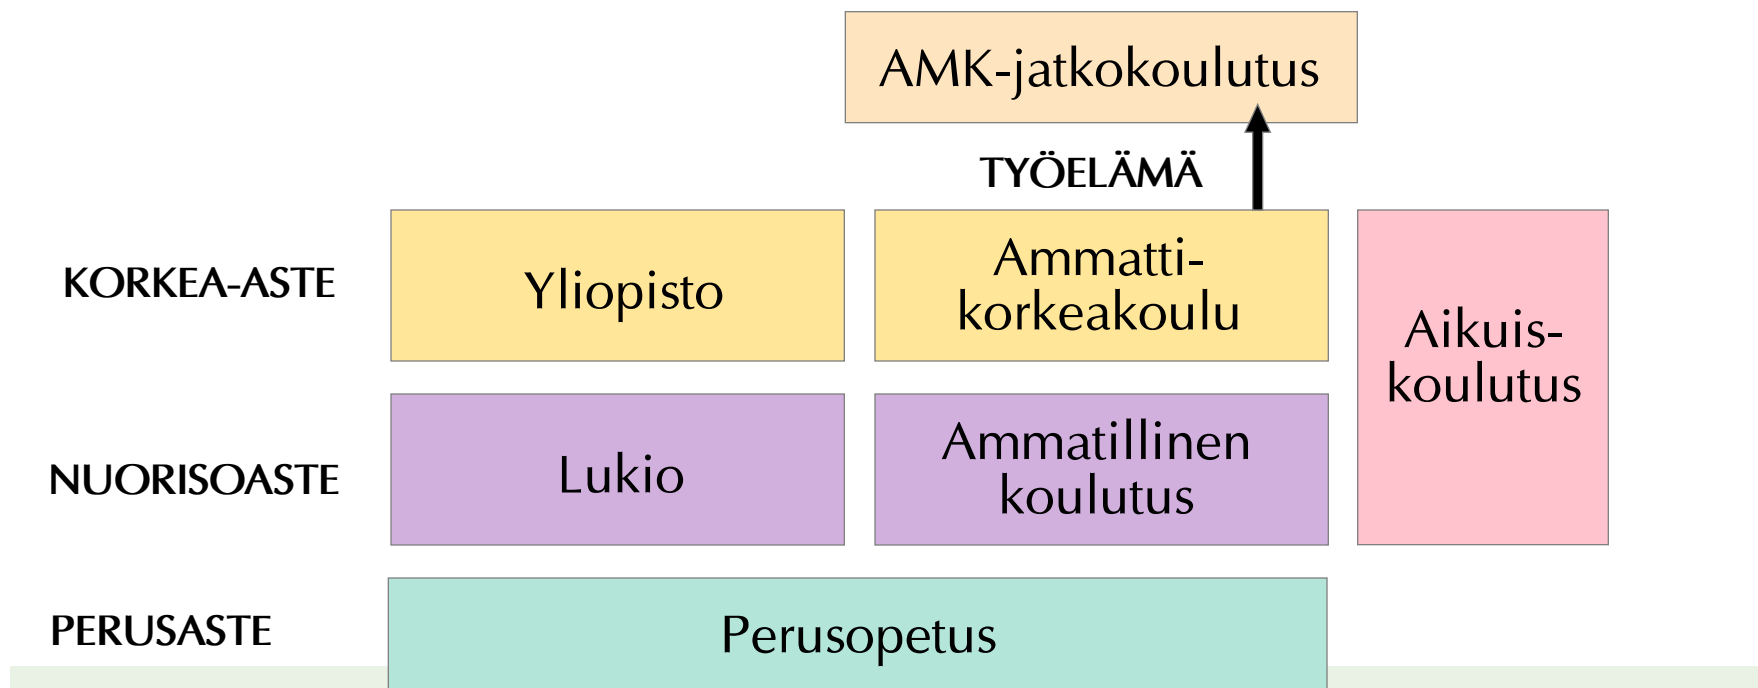 AMK-jatkokoulutus
TYÖELÄMÄ
KORKEA-ASTE
Yliopisto
Ammatti-
korkeakoulu
Aikuis-
koulutus
NUORISOASTE
Lukio
Ammatillinen
koulutus
PERUSASTE
Perusopetus